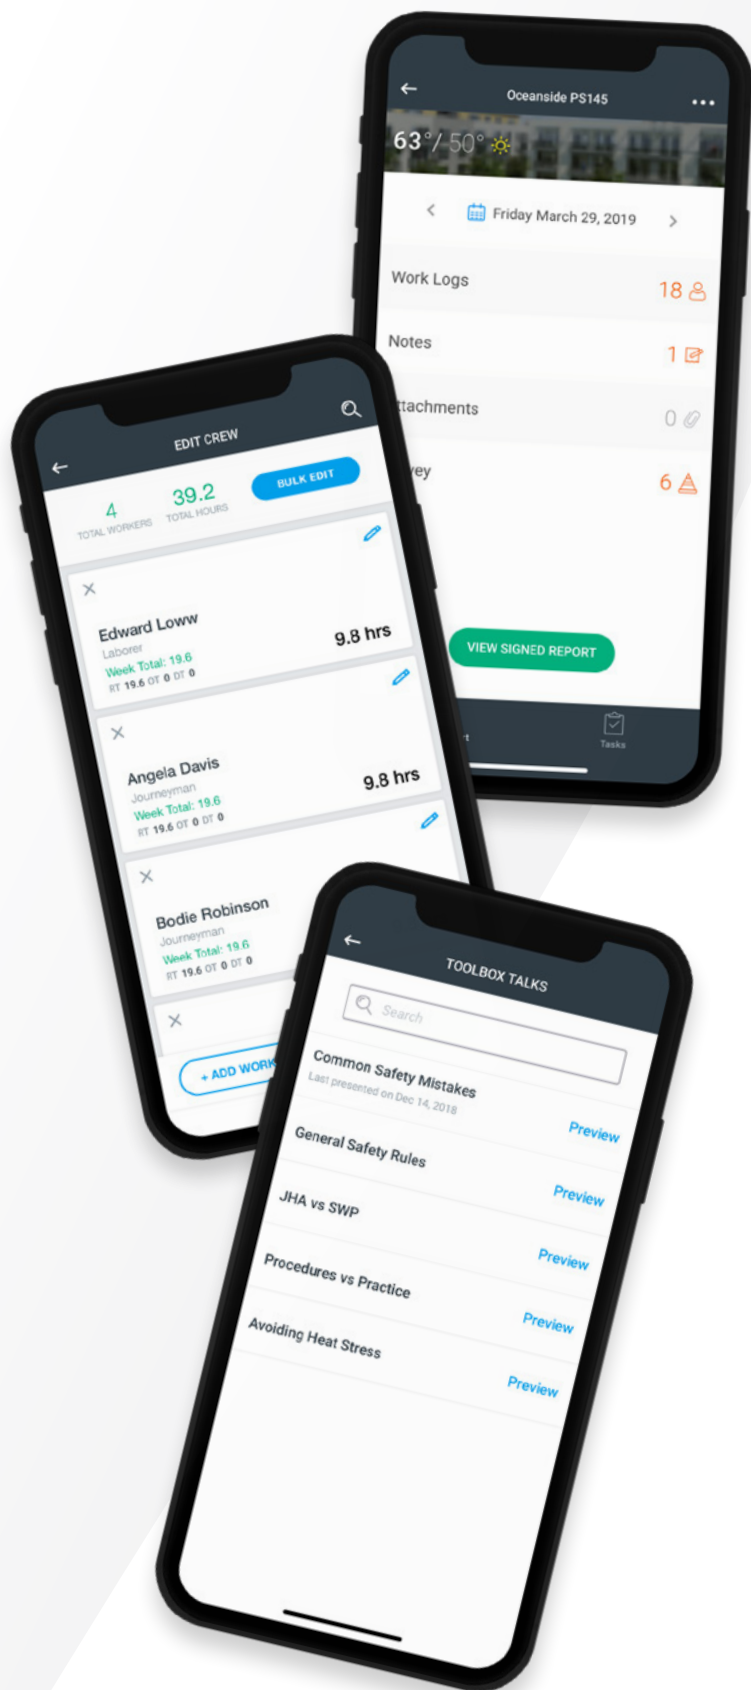 Oceanside PS145
63°/ 50°
Friday March 29, 2019
Work Logs
18
Notes
1
ttachments
0
vey
6
VIEW SIGNED REPORT
rt
Tasks
EDIT CREW
4
TOTAL WORKERS
39.2
TOTAL HOURS
BULK EDIT
Edward Loww
Laborer
Week Total: 19.6
RT 19.6 OT 0 DT 0
9.8 hrs
Angela Davis
Journeyman
Week Total: 19.6
RT 19.6 OT 0 DT 0
9.8 hrs
Bodie Robinson
Journeyman
Week Total: 19.6
RT 19.6 OT 0 DT 0
+ ADD WORK
TOOLBOX TALKS
Search
Common Safety Mistakes
Last presented on Dec 14, 2018
Preview
General Safety Rules
Preview
JHA vs SWP
Preview
Procedures vs Practice
Preview
Avoiding Heat Stress
Preview